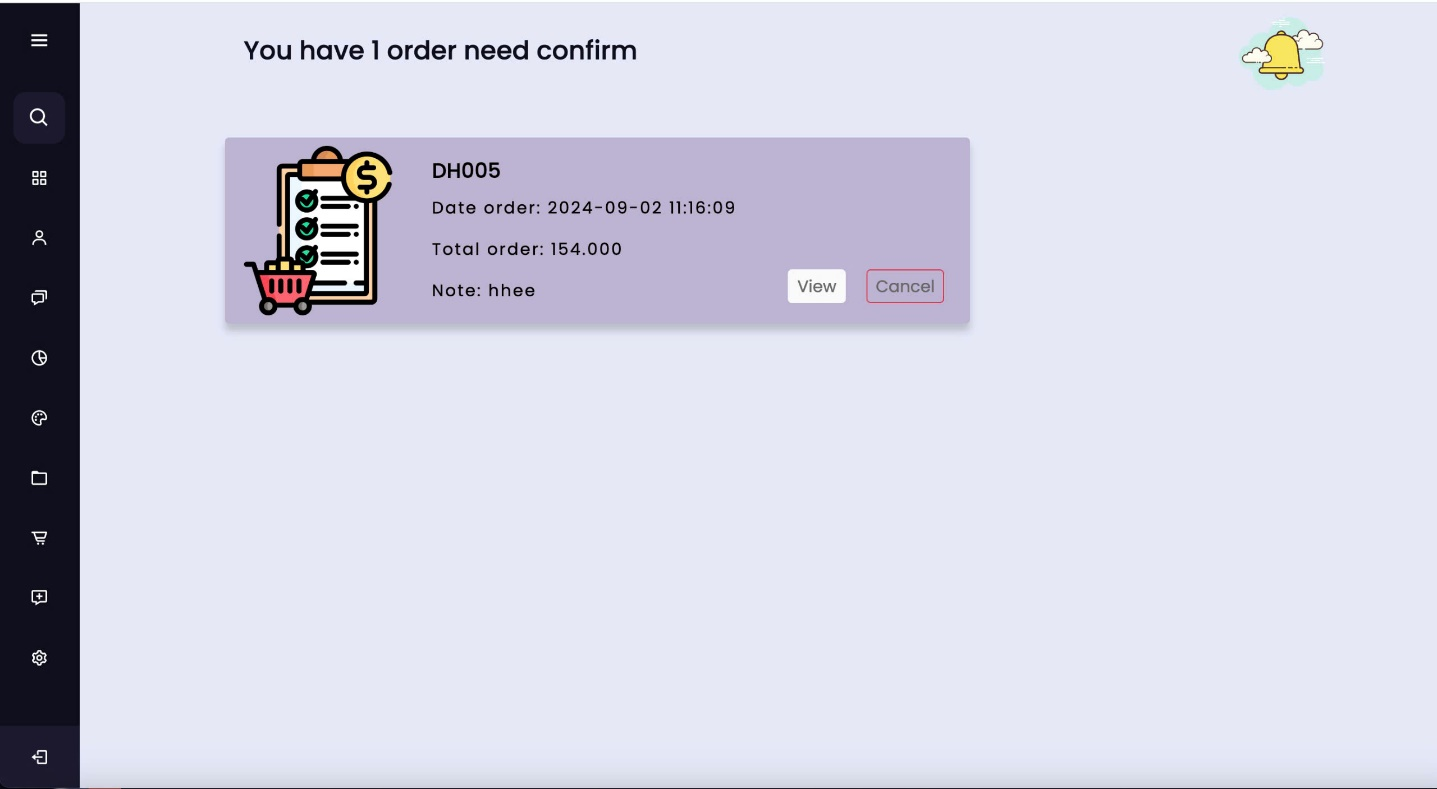 You have 1 order need confirm
DH005
Date order: 2024-09-02 11:16:09
Total order: 154.000
Note: hhee
View
Cancel